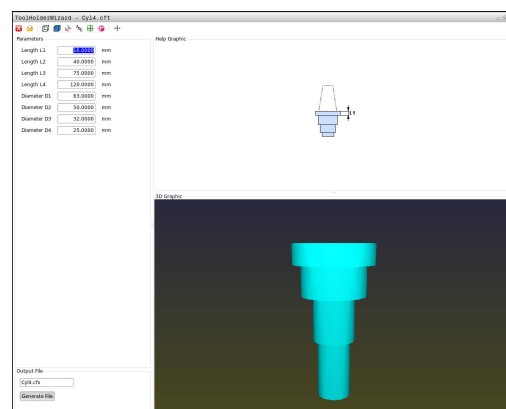 ToolHolderWizard - Cyl4.cft
Parameters
Length L1 mm
Length L2 40.0000 mm
Length L3 75.0000 mm
Length L4 120.0000 mm
Diameter D1 63.0000 mm
Diameter D2 50.0000 mm
Diameter D3 32.0000 mm
Diameter D4 25.0000 mm
Help Graphic
3D Graphic
Output File
Cyl4.cfx
Generate File